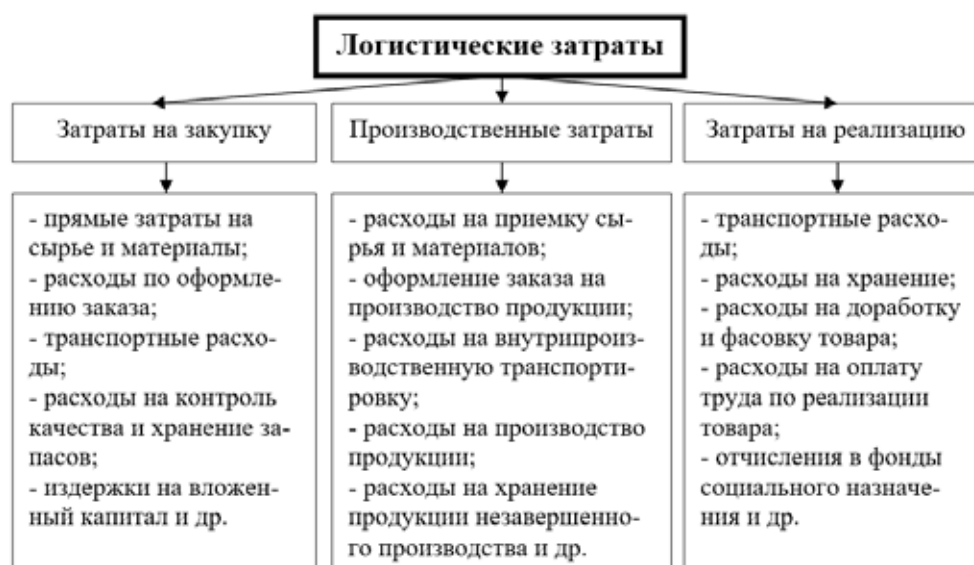 Логистические затраты
Затраты на закупку
Производственные затраты
Затраты на реализацию
- прямые затраты на
сырье и материалы;
- расходы по оформле-
нию заказа;
- транспортные расхо-
ды;
- расходы на контроль
качества и хранение за-
пасов;
- издержки на вложен-
ный капитал и др.
- расходы на приемку сы-
рья и материалов;
- оформление заказа на
производство продукции;
- расходы на внутрипроиз-
водственную транспорти-
ровку;
- расходы на производство
продукции;
- расходы на хранение
продукции незавершенно-
го производства и др.
- транспортные расхо-
ды;
- расходы на хранение;
- расходы на доработку
и фасовку товара;
- расходы на оплату
труда по реализации
товара;
- отчисления в фонды
социального назначе-
ния и др.